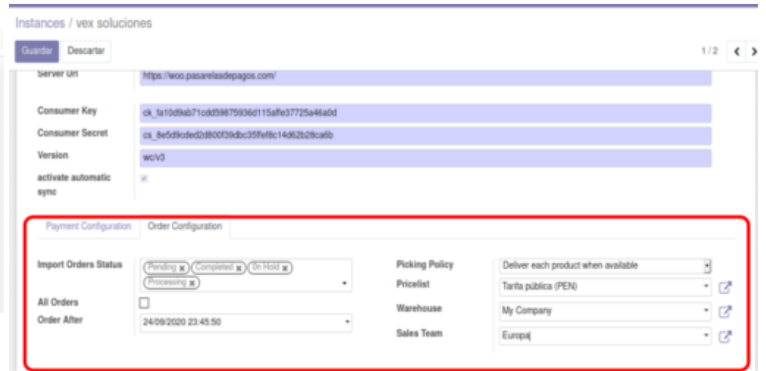 Instances / vex soluciones
Guardar Descartar 1 / 2
Server Url https://woo.pasarelasdepagos.com/
Consumer Key
Consumer Secret
Version wc/v3
activate automatic
sync
Payment Configuration Order Configuration
Import Orders Status Pending x Completed x On Hold x
Processing x
All Orders
Order After 24/09/2020 23:45:50
Picking Policy Deliver each product when available
Pricelist Tarifa pública (PEN)
Warehouse My Company
Sales Team Europa